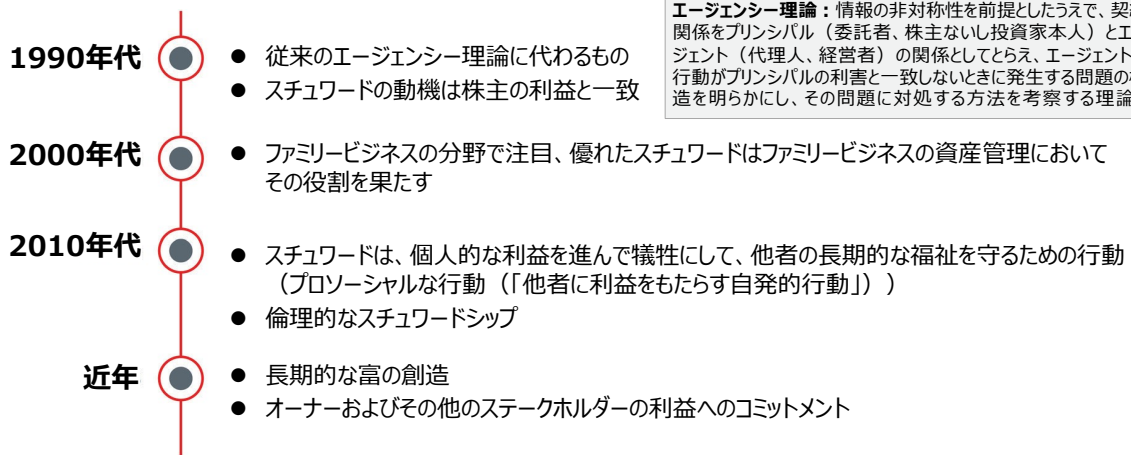 エージェンシー理論：情報の非対称性を前提としたうえで、契
関係をプリンシパル（委託者、株主ないし投資家本人）とエ
ジェント（代理人、経営者）の関係としてとらえ、エージェント
行動がプリンシパルの利害と一致しないときに発生する問題の
造を明らかにし、その問題に対処する方法を考察する理論
1990年代
● 従来のエージェンシー理論に代わるもの
● スチュワードの動機は株主の利益と一致
2000年代
● ファミリービジネスの分野で注目、優れたスチュワードはファミリービジネスの資産管理において
その役割を果たす
2010年代
● スチュワードは、個人的な利益を進んで犠牲にして、他者の長期的な福祉を守るための行動
（プロソーシャルな行動（「他者に利益をもたらす自発的行動」））
● 倫理的なスチュワードシップ
近年
● 長期的な富の創造
● オーナーおよびその他のステークホルダーの利益へのコミットメント